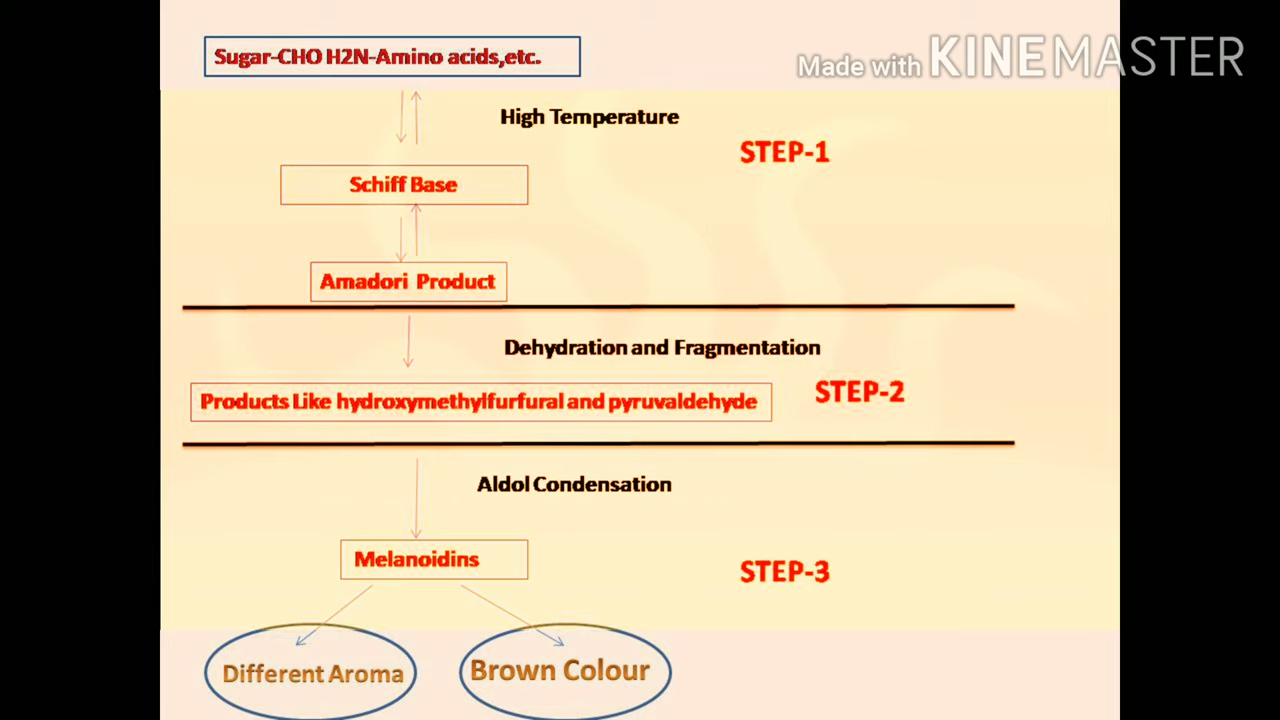 Sugar-CHO H2N-Amino acids,etc.
Made with KINEMASTER
High Temperature
STEP-1
Schiff Base
Amadori Product
Dehydration and Fragmentation
STEP-2
Products Like hydroxymethylfurfural and pyruvaldehyde
Aldol Condensation
Melanoidins
STEP-3
Different Aroma
Brown Colour